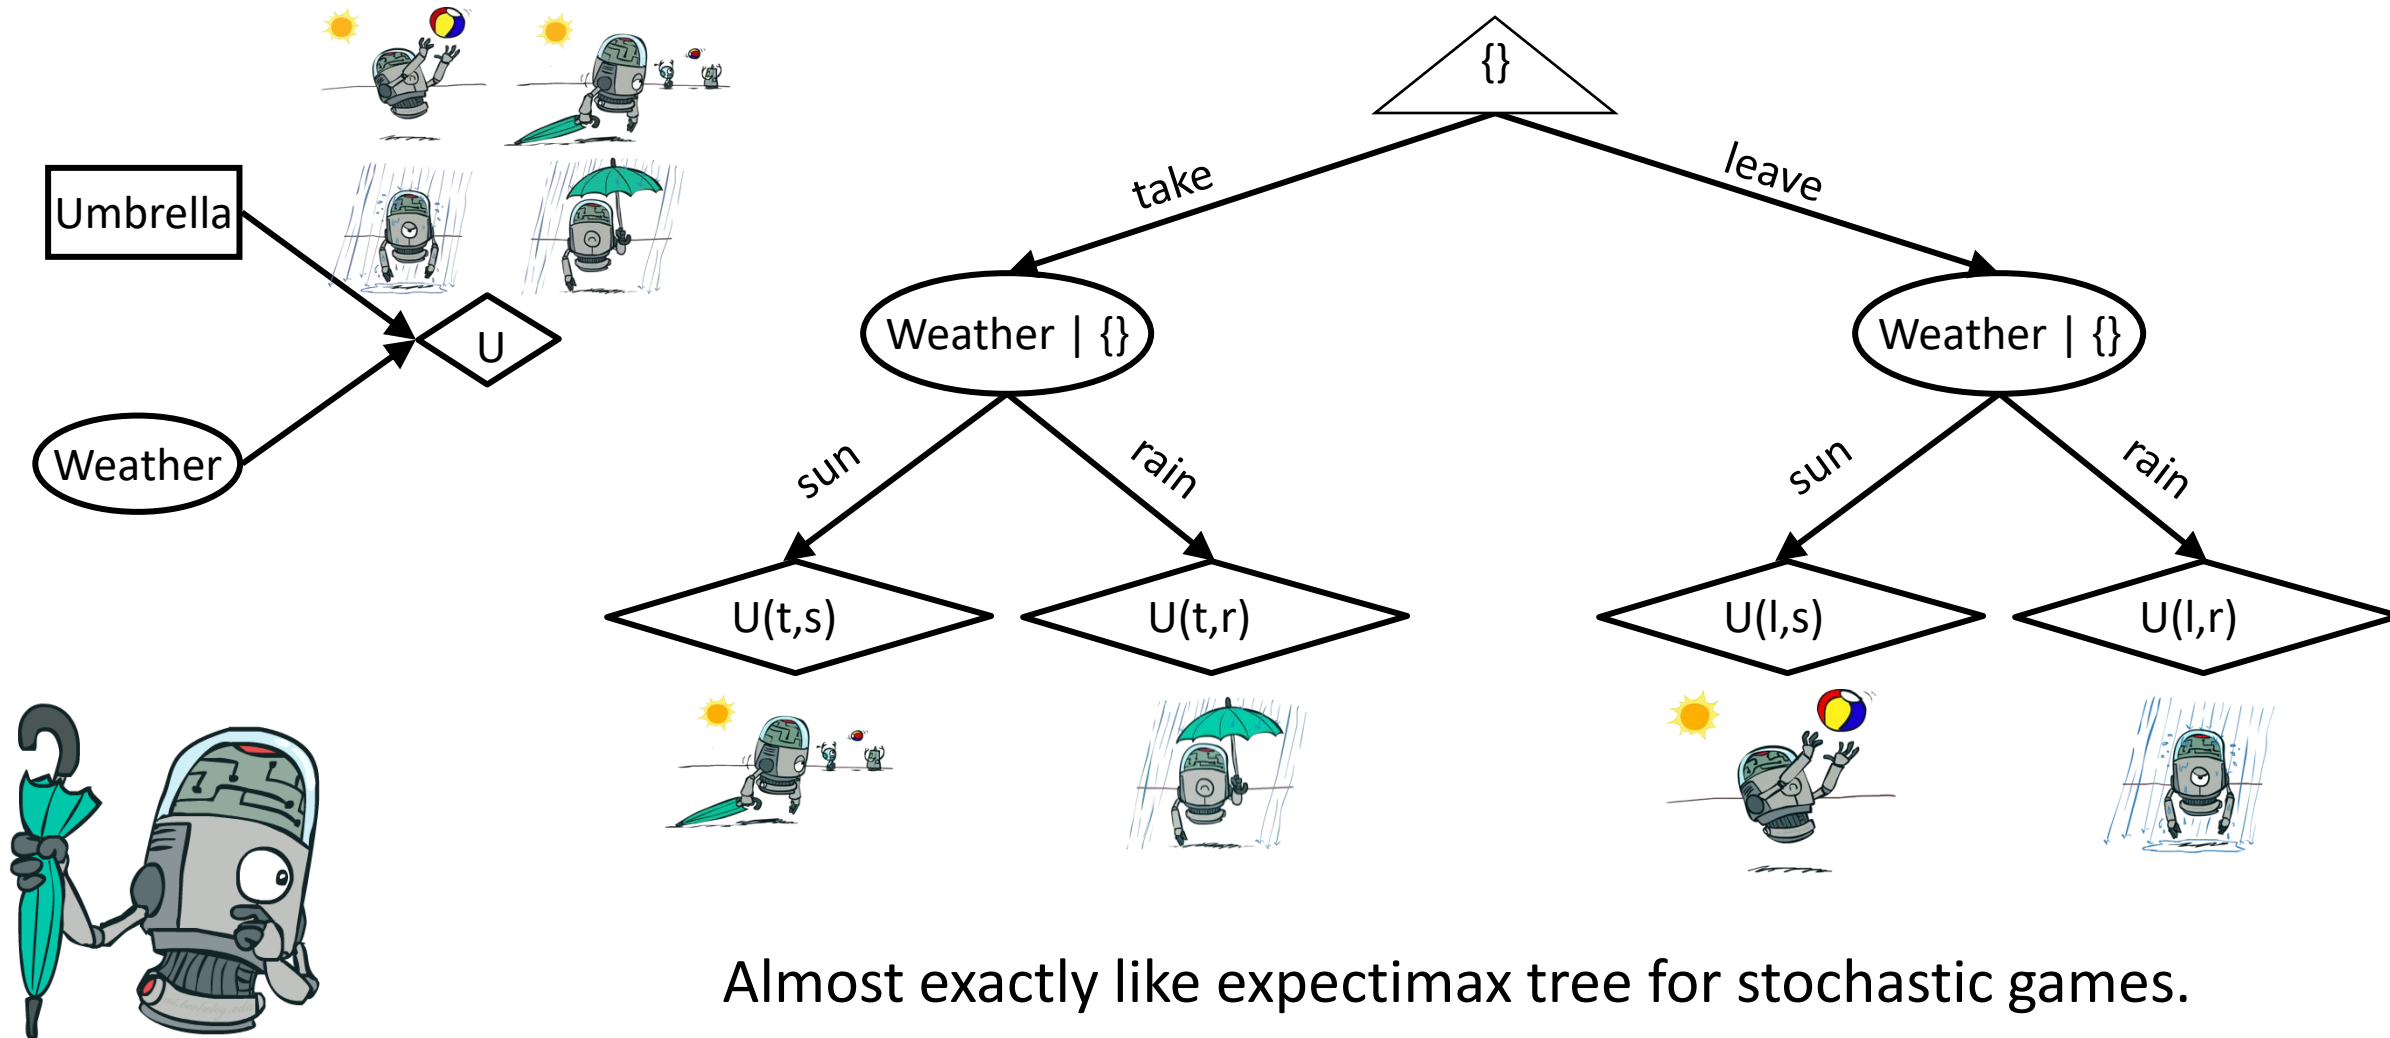 {}
take
leave
Umbrella
U
Weather
Weather | {}
Weather | {}
sun
rain
sun
rain
U(t,s)
U(t,r)
U(l,s)
U(l,r)
Almost exactly like expectimax tree for stochastic games.